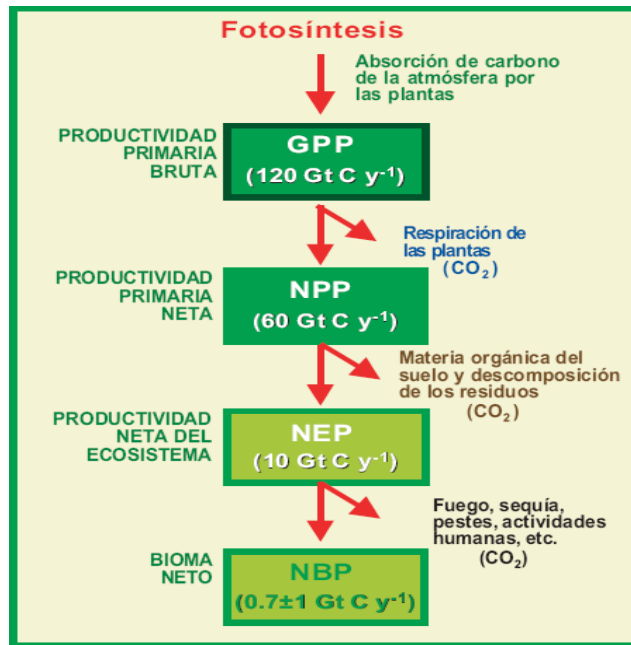 Fotosíntesis
Absorción de carbono
de la atmósfera por
las plantas
PRODUCTIVIDAD
PRIMARIA
BRUTA
GPP
(120 Gt C y⁻¹)
Respiración de
las plantas
(CO₂)
PRODUCTIVIDAD
PRIMARIA
NETA
NPP
(60 Gt C y⁻¹)
Materia orgánica del
suelo y descomposición
de los residuos
(CO₂)
PRODUCTIVIDAD
NETA DEL
ECOSISTEMA
NEP
(10 Gt C y⁻¹)
Fuego, sequía,
pestes, actividades
humanas, etc.
(CO₂)
BIOMA
NETO
NBP
(0.7±1 Gt C y⁻¹)